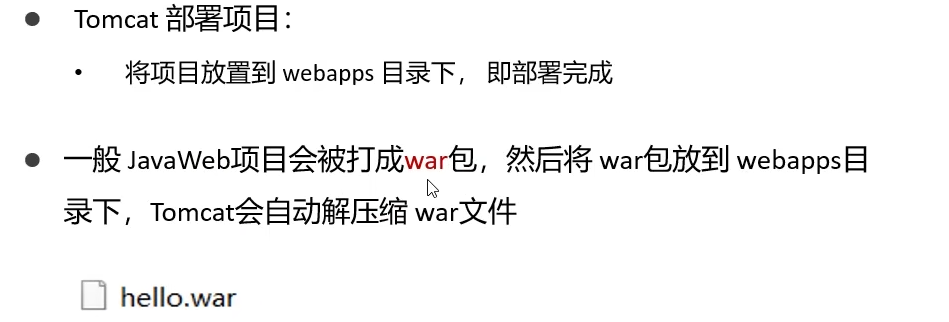 ● Tomcat 部署项目：
• 将项目放置到 webapps 目录下， 即部署完成
● 一般 JavaWeb项目会被打成war包，然后将 war包放到 webapps目
录下，Tomcat会自动解压缩 war文件
hello.war